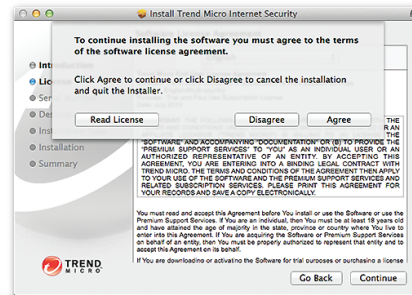 Install Trend Micro Internet Security
To continue installing the software you must agree to the terms
of the software license agreement.
Click Agree to continue or click Disagree to cancel the installation
and quit the Installer.
Read License
Disagree
Agree
Introduction
License
Installation
Summary
"SOFTWARE" AND ACCOMPANYING "DOCUMENTATION" OR (B) TO PROVIDE THE
"PREMIUM SUPPORT SERVICES" TO "YOU" AS AN INDIVIDUAL USER OR AN
AUTHORIZED REPRESENTATIVE OF AN ENTITY. BY ACCEPTING THIS
AGREEMENT, YOU ARE ENTERING INTO A BINDING LEGAL CONTRACT WITH
TREND MICRO. THE TERMS AND CONDITIONS OF THE AGREEMENT THEN APPLY
TO YOUR USE OF THE SOFTWARE AND THE PREMIUM SUPPORT SERVICES AND
RELATED SUBSCRIPTION SERVICES. PLEASE PRINT THIS AGREEMENT FOR
YOUR RECORDS AND SAVE A COPY ELECTRONICALLY.
You must read and accept this Agreement before You install or use the Software or use the
Premium Support Services. If You are an individual, then You must be at least 18 years old
and have attained the age of majority in the state, province or country where You live to
enter into this Agreement. If You are acquiring the Software or Premium Support Services
on behalf of an entity, then You must be properly authorized to represent that entity and to
accept this Agreement on its behalf.
If You are downloading or activating the Software for trial purposes or purchasing a license
TREND
MICRO
Go Back
Continue